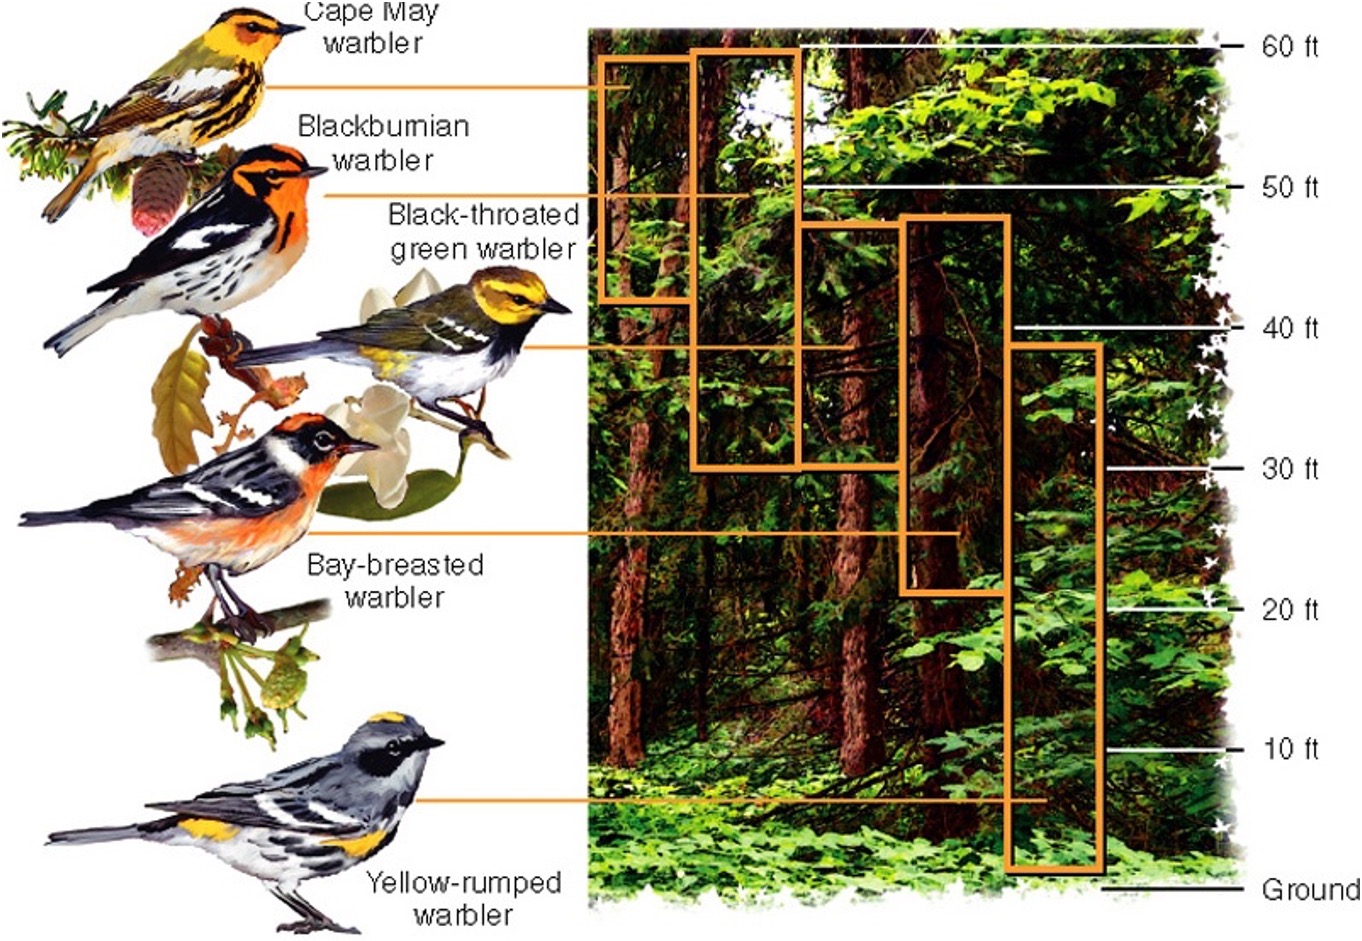 Cape May
warbler
Blackburnian
warbler
Black-throated
green warbler
Bay-breasted
warbler
Yellow-rumped
warbler
60 ft
50 ft
40 ft
30 ft
20 ft
10 ft
Ground